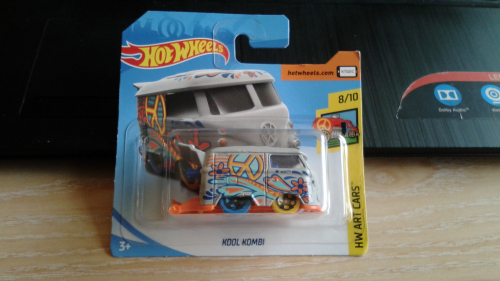 HOT WHEELS
hotwheels.com
8/10
HW ART CARS
KOOL KOMBI
3+
Dolby Audio